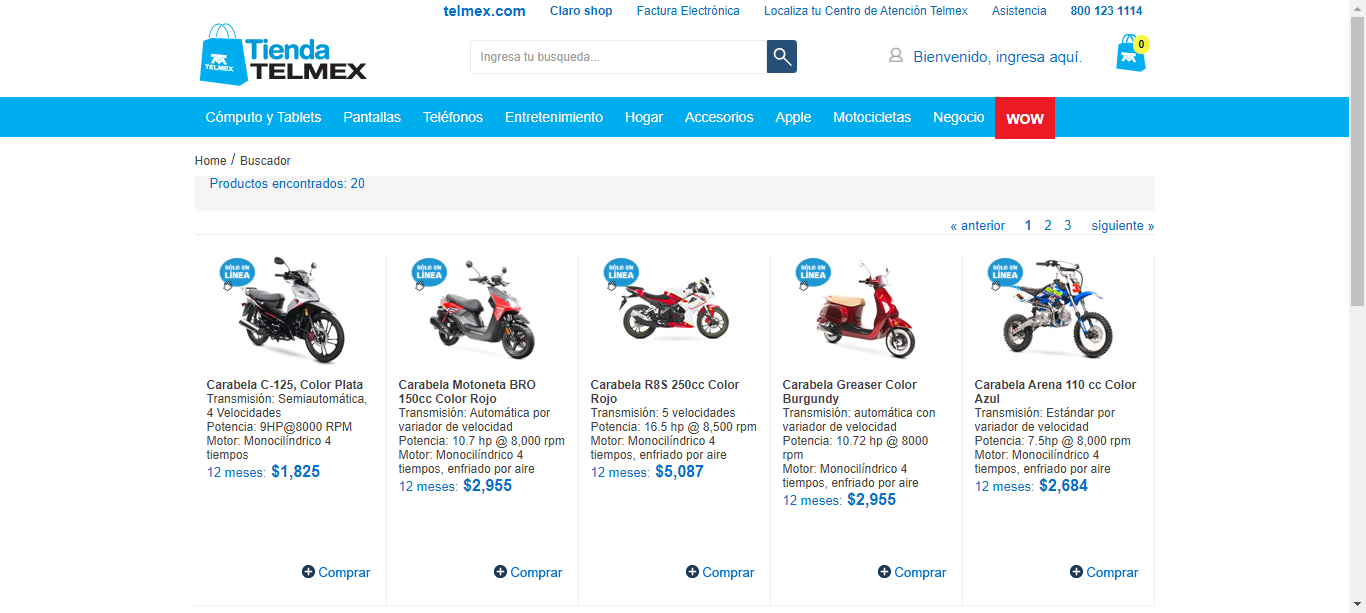 telmex.com Claro shop Factura Electrónica Localiza tu Centro de Atención Telmex Asistencia 800 123 1114
Tienda
TELMEX
TELMEX
Ingresa tu busqueda...
Bienvenido, ingresa aquí.
0
Cómputo y Tablets Pantallas Teléfonos Entretenimiento Hogar Accesorios Apple Motocicletas Negocio WOW
Home / Buscador
Productos encontrados: 20
« anterior 1 2 3 siguiente »
SÓLO EN
LÍNEA
Carabela C-125, Color Plata
Transmisión: Semiautomática,
4 Velocidades
Potencia: 9HP@8000 RPM
Motor: Monocilíndrico 4
tiempos
12 meses: $1,825
Comprar
SÓLO EN
LÍNEA
Carabela Motoneta BRO
150cc Color Rojo
Transmisión: Automática por
variador de velocidad
Potencia: 10.7 hp @ 8,000 rpm
Motor: Monocilíndrico 4
tiempos, enfriado por aire
12 meses: $2,955
Comprar
SÓLO EN
LÍNEA
Carabela R8S 250cc Color
Rojo
Transmisión: 5 velocidades
Potencia: 16.5 hp @ 8,500 rpm
Motor: Monocilíndrico 4
tiempos, enfriado por aire
12 meses: $5,087
Comprar
SÓLO EN
LÍNEA
Carabela Greaser Color
Burgundy
Transmisión: automática con
variador de velocidad
Potencia: 10.72 hp @ 8000
rpm
Motor: Monocilíndrico 4
tiempos, enfriado por aire
12 meses: $2,955
Comprar
SÓLO EN
LÍNEA
Carabela Arena 110 cc Color
Azul
Transmisión: Estándar por
variador de velocidad
Potencia: 7.5hp @ 8,000 rpm
Motor: Monocilíndrico 4
tiempos, enfriado por aire
12 meses: $2,684
Comprar